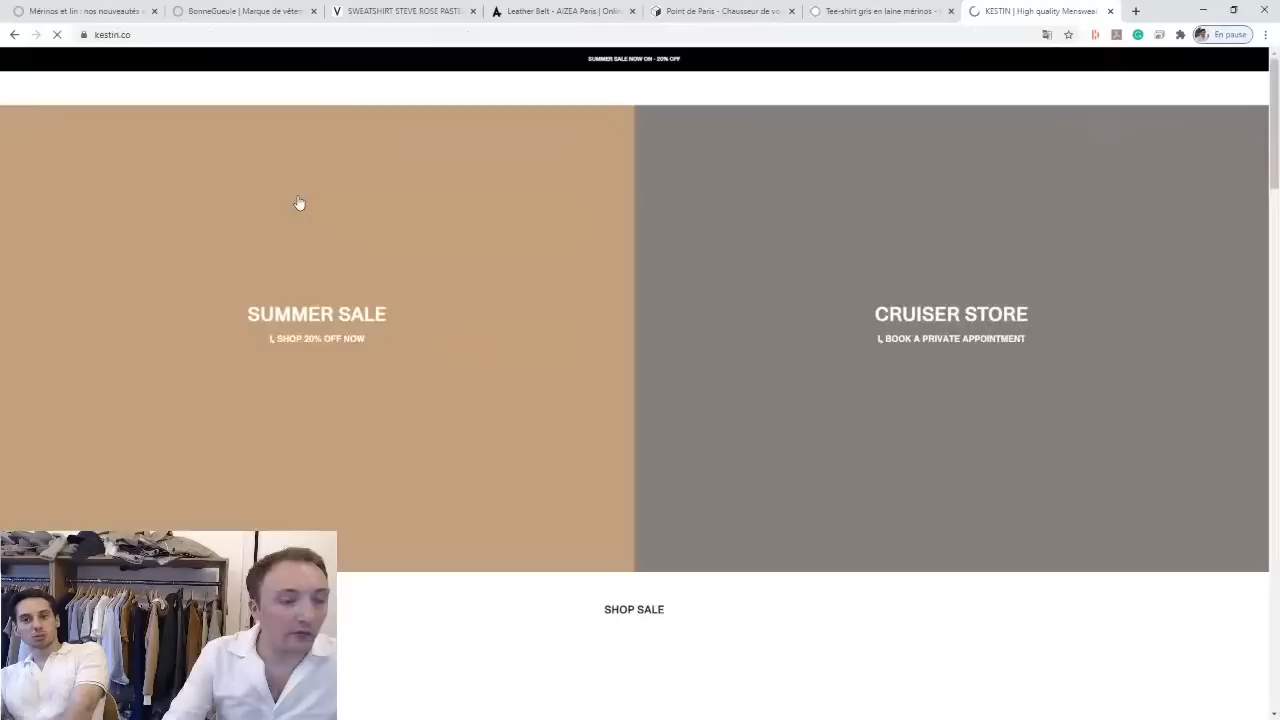 Mérinos et lin : nos nouveautés
BonneGueule | Marque de vêtem
SWEATSHIRT STEVE ROSE PASTE
Leather Belt - AIZEA Paris | Onlin
Point de Paris - Chausseur de vo
Tee-shirt gris en laine mérinos -
KESTIN | High quality Menswea
kestin.co
En pause
SUMMER SALE NOW ON - 20% OFF
SUMMER SALE
SHOP 20% OFF NOW
CRUISER STORE
BOOK A PRIVATE APPOINTMENT
SHOP SALE